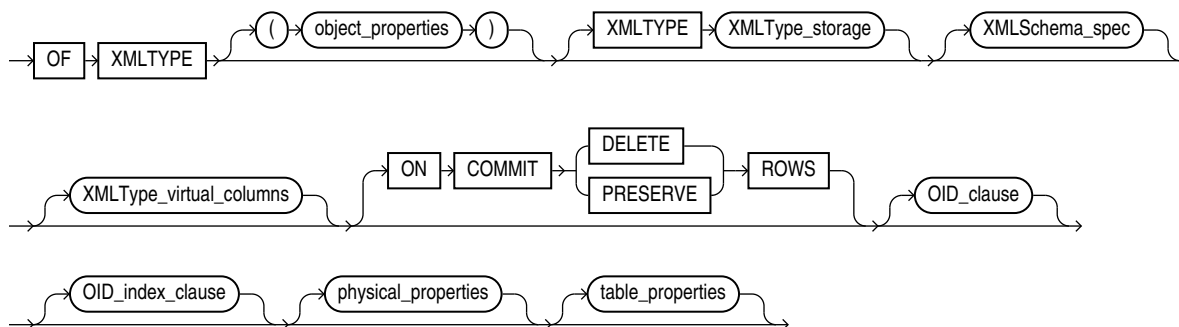 ( object_properties ) XMLTYPE XMLType_storage XMLSchema_spec
OF XMLTYPE
DELETE
XMLType_virtual_columns ON COMMIT ROWS OID_clause
PRESERVE
OID_index_clause physical_properties table_properties